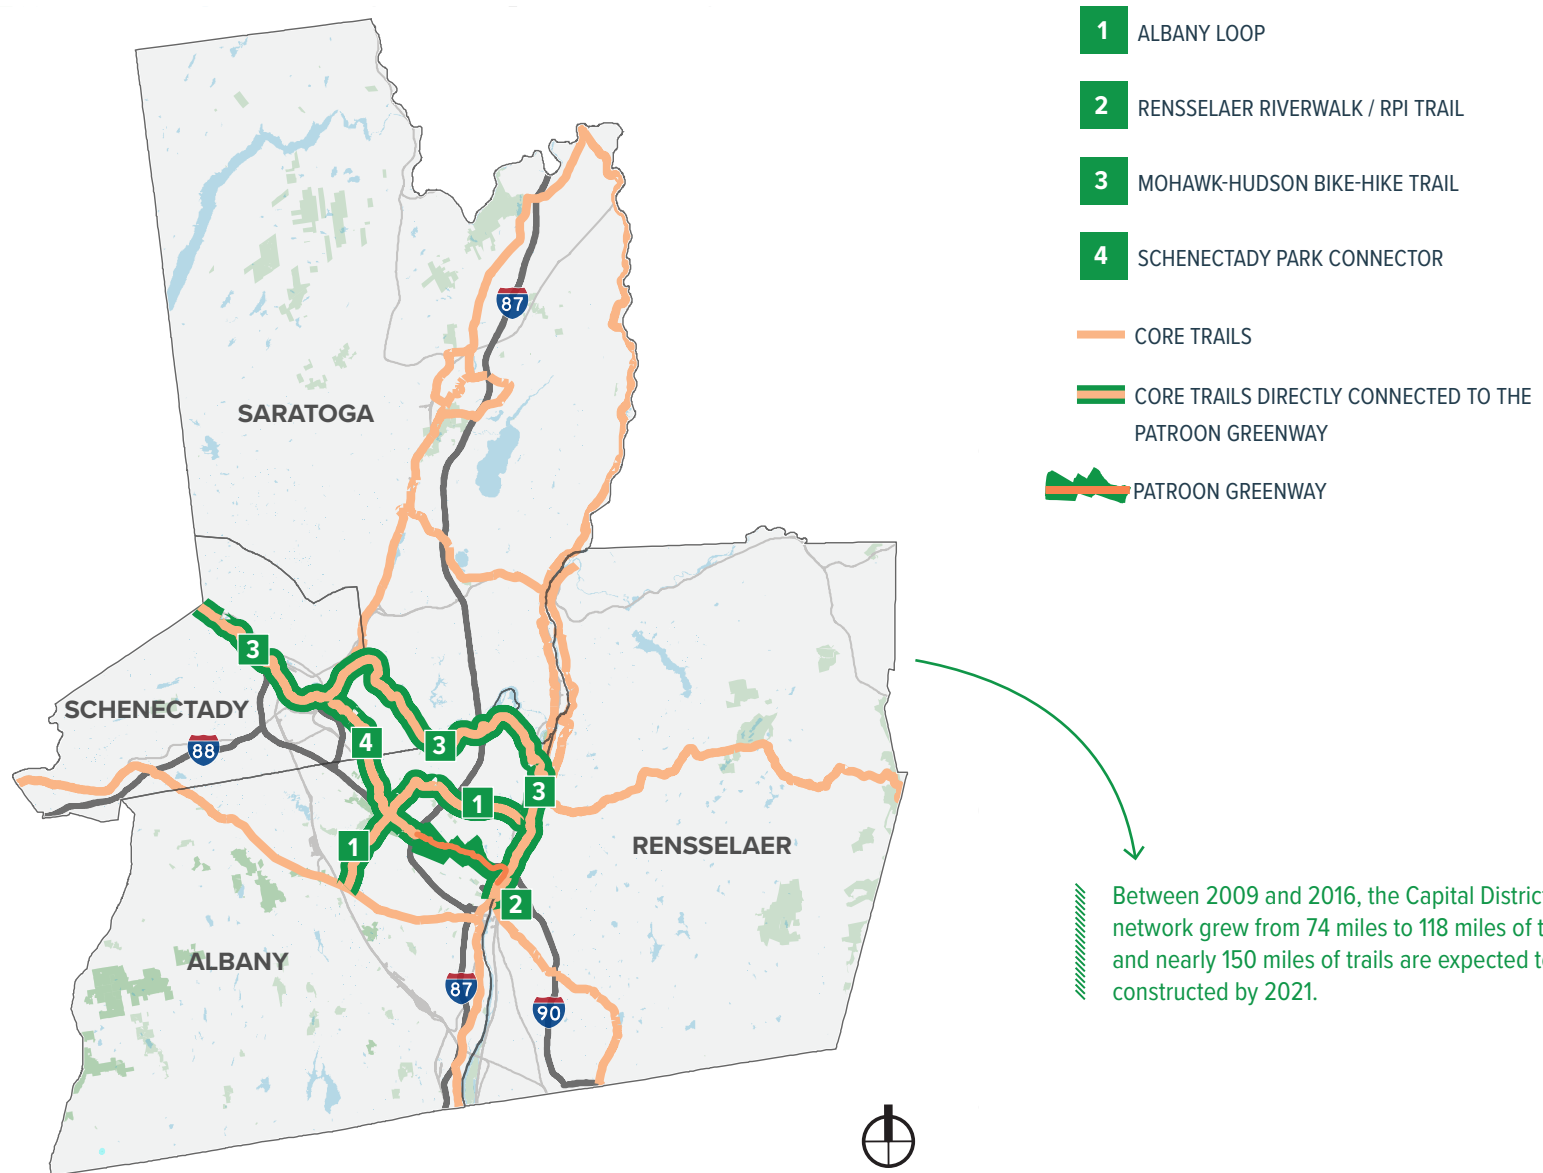 1 ALBANY LOOP
2 RENSSELAER RIVERWALK / RPI TRAIL
3 MOHAWK-HUDSON BIKE-HIKE TRAIL
4 SCHENECTADY PARK CONNECTOR
CORE TRAILS
CORE TRAILS DIRECTLY CONNECTED TO THE
PATROON GREENWAY
PATROON GREENWAY
87
SARATOGA
3
SCHENECTADY
88
4
3
3
1
1
RENSSELAER
2
ALBANY
87
90
Between 2009 and 2016, the Capital
network grew from 74 miles to 118 miles of
and nearly 150 miles of trails are expected
constructed by 2021.